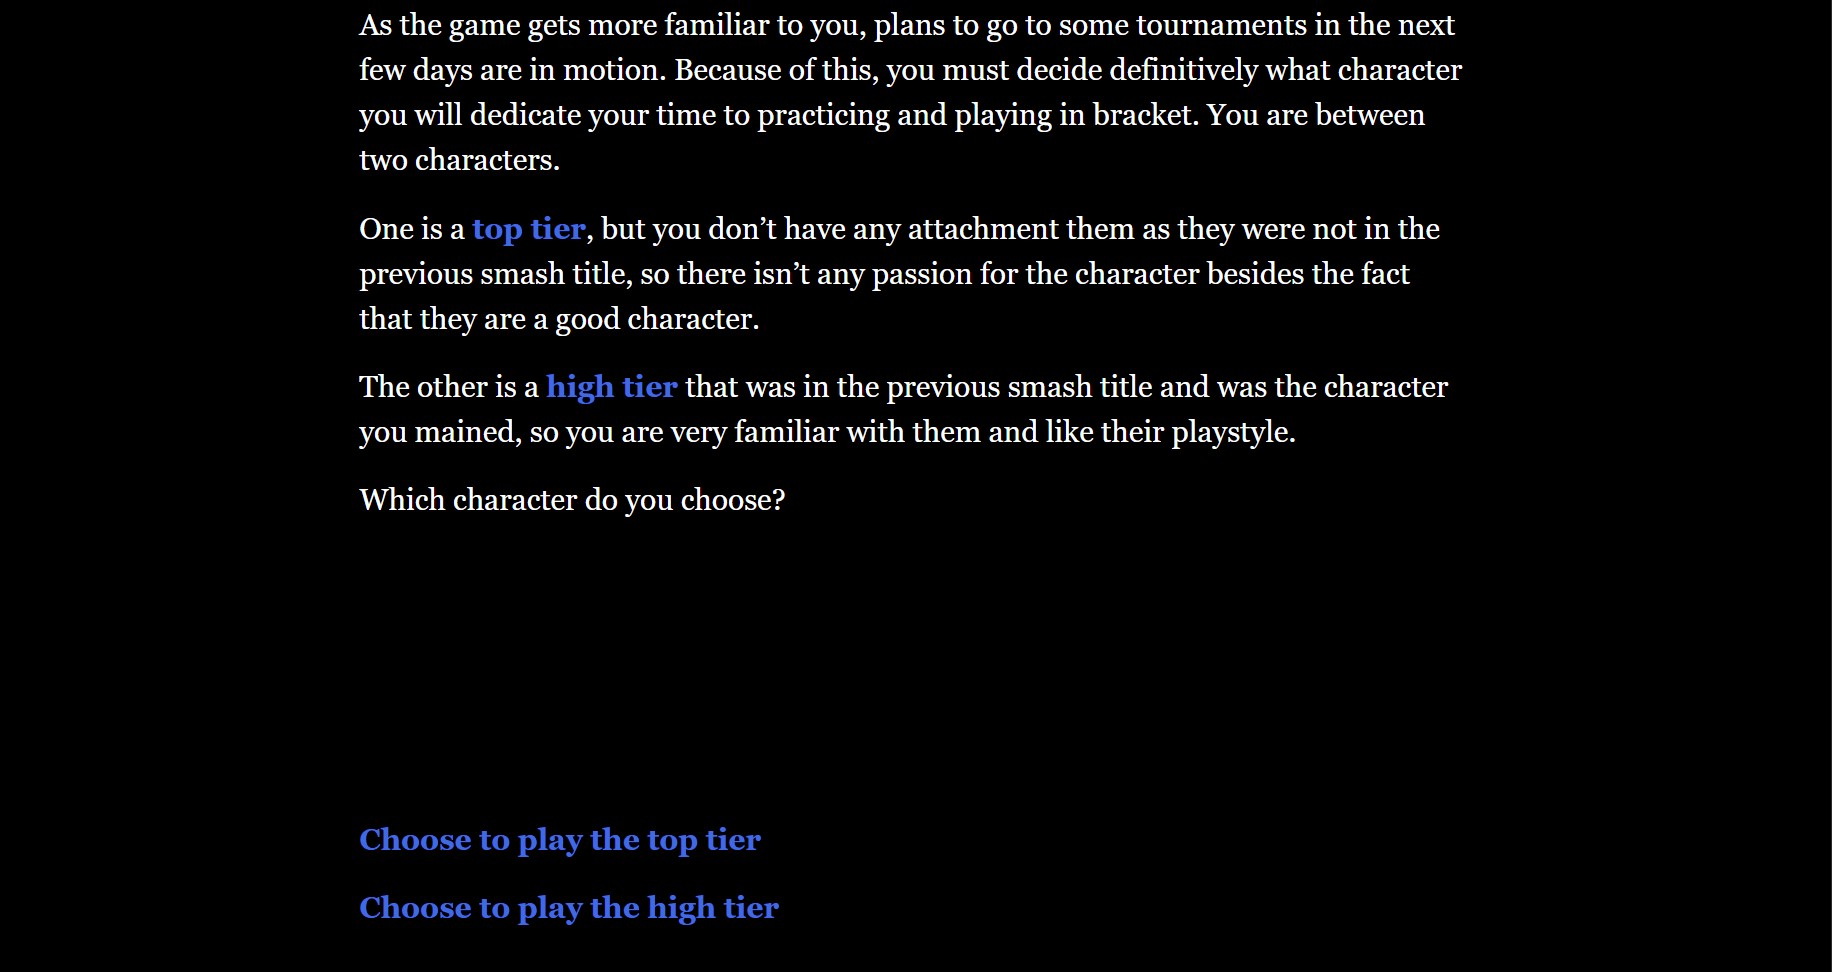 As the game gets more familiar to you, plans to go to some tournaments in the next
few days are in motion. Because of this, you must decide definitively what character
you will dedicate your time to practicing and playing in bracket. You are between
two characters.
One is a top tier, but you don’t have any attachment them as they were not in the
previous smash title, so there isn’t any passion for the character besides the fact
that they are a good character.
The other is a high tier that was in the previous smash title and was the character
you mained, so you are very familiar with them and like their playstyle.
Which character do you choose?
Choose to play the top tier
Choose to play the high tier